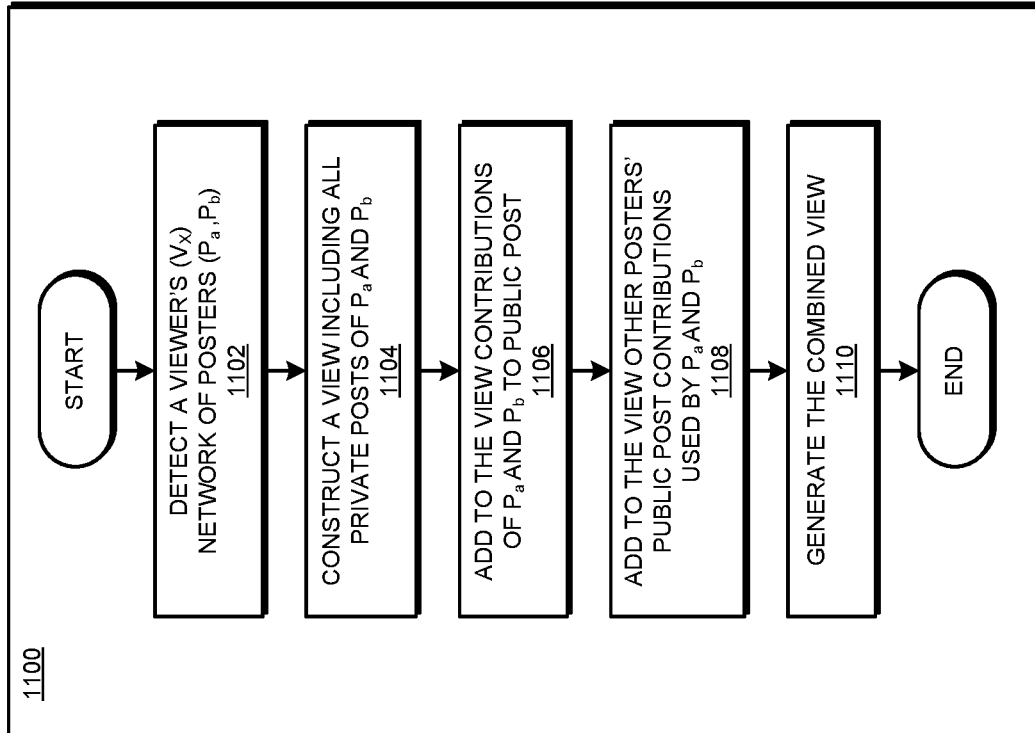 1100
START
DETECT A VIEWER'S (VX)
NETWORK OF POSTERS (Pa ,Pb)
1102
CONSTRUCT A VIEW INCLUDING ALL
PRIVATE POSTS OF Pa AND Pb
1104
ADD TO THE VIEW CONTRIBUTIONS
OF Pa AND Pb TO PUBLIC POST
1106
ADD TO THE VIEW OTHER POSTERS'
PUBLIC POST CONTRIBUTIONS
USED BY Pa AND Pb
1108
GENERATE THE COMBINED VIEW
1110
END